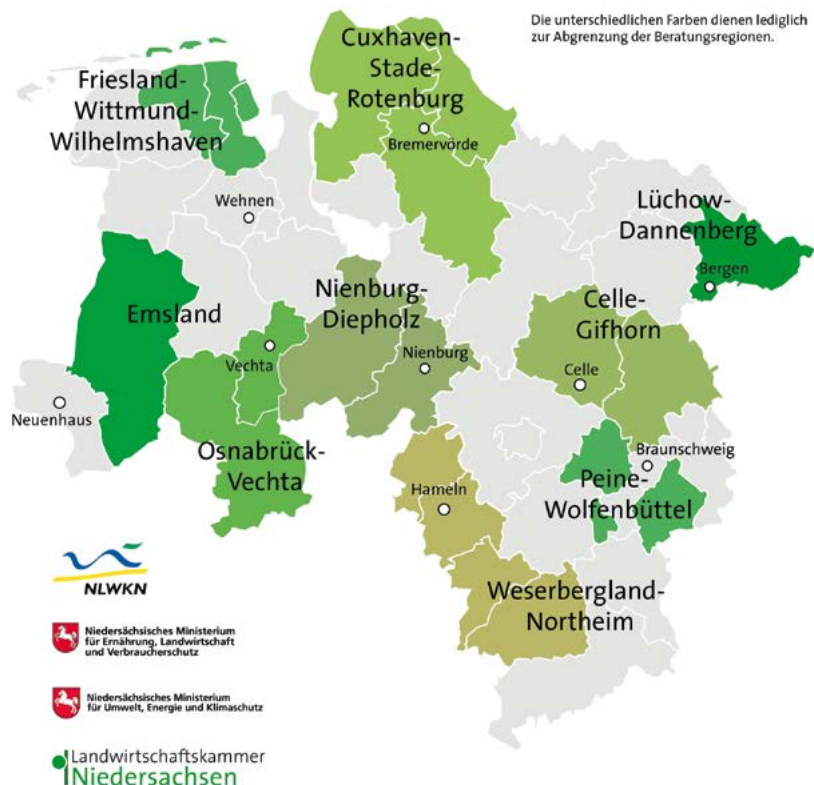 Die unterschiedlichen Farben dienen lediglich
zur Abgrenzung der Beratungsregionen.
Cuxhaven-
Stade-
Rotenburg
Bremervörde
Friesland-
Wittmund-
Wilhelmshaven
Wehnen
Lüchow-
Dannenberg
Bergen
Emsland
Nienburg-
Diepholz
Nienburg
Celle-
Gifhorn
Celle
Vechta
Neuenhaus
Osnabrück-
Vechta
Braunschweig
Peine-
Wolfenbüttel
Hameln
Weserbergland-
Northeim
NLWKN
Niedersächsisches Ministerium
für Ernährung, Landwirtschaft
und Verbraucherschutz
Niedersächsisches Ministerium
für Umwelt, Energie und Klimaschutz
Landwirtschaftskammer
Niedersachsen